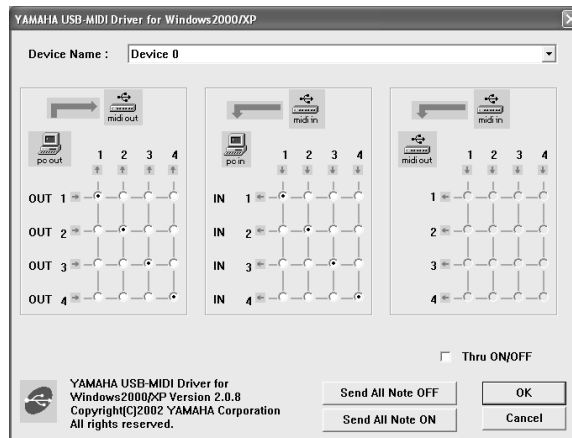 YAMAHA USB-MIDI Driver for Windows2000/XP
Device Name : Device 0
midi out
pc out
1 2 3 4
OUT 1
OUT 2
OUT 3
OUT 4
midi in
pc in
1 2 3 4
IN 1
IN 2
IN 3
IN 4
midi in
midi out
1 2 3 4
1
2
3
4
Thru ON/OFF
YAMAHA USB-MIDI Driver for
Windows2000/XP Version 2.0.8
Copyright(C)2002 YAMAHA Corporation
All rights reserved.
Send All Note OFF
OK
Send All Note ON
Cancel